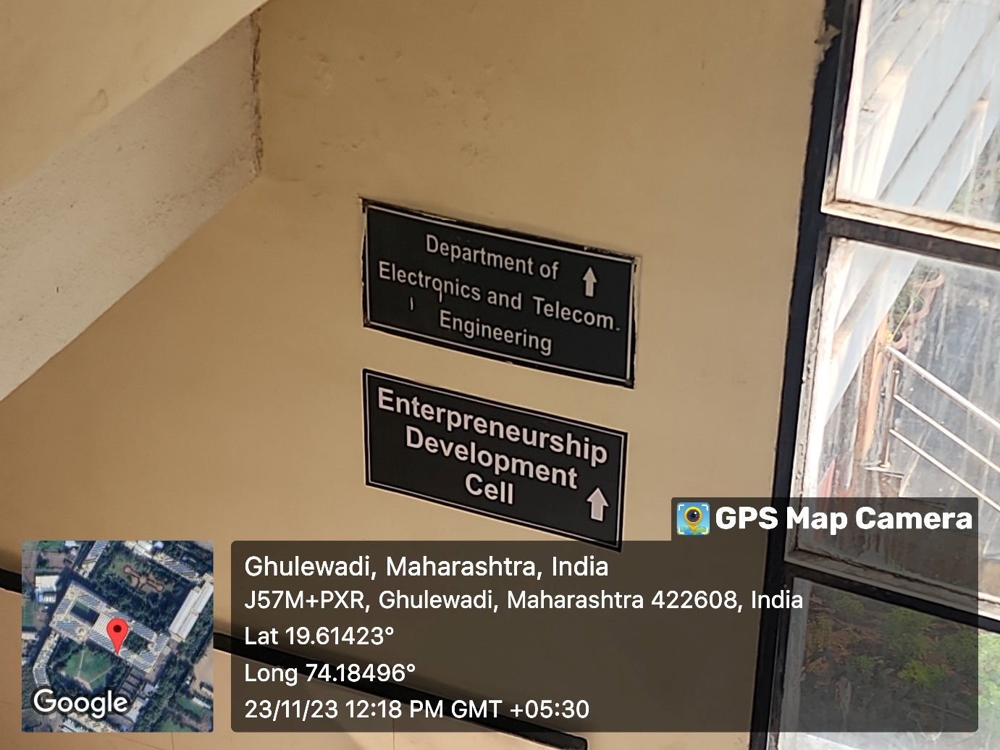 Department of
Electronics and Telecom.
Engineering
Enterpreneurship
Development
Cell
GPS Map Camera
Ghulewadi, Maharashtra, India
J57M+PXR, Ghulewadi, Maharashtra 422608, India
Lat 19.61423°
Long 74.18496°
23/11/23 12:18 PM GMT +05:30
Google